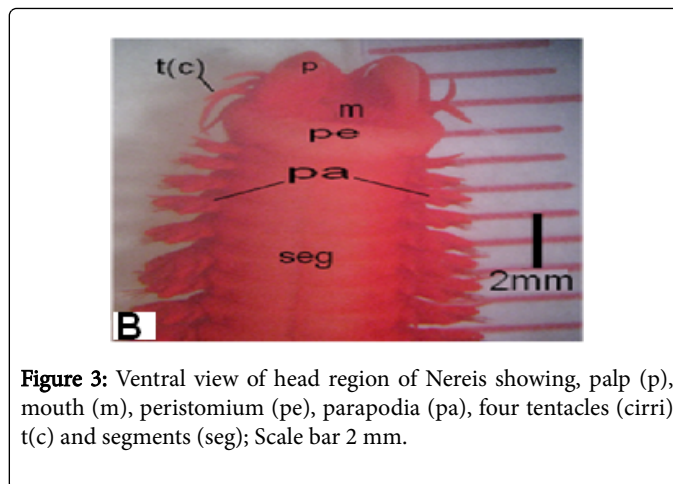 p
t(c)
m
pe
pa
seg
2mm
B
Figure 3: Ventral view of head region of Nereis showing, palp (p),
mouth (m), peristomium (pe), parapodia (pa), four tentacles (cirri)
t(c) and segments (seg); Scale bar 2 mm.